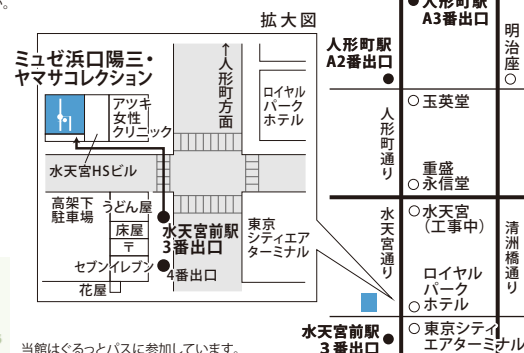 拡大図
ミュゼ浜口陽三・
ヤマサコレクション
アツキ
女性
クリニック
↑人形町方面
ロイヤル
パーク
ホテル
水天宮HSビル
高架下
駐車場
うどん屋
床屋
〒
セブンイレブン
花屋
水天宮前駅
3番出口
4番出口
東京
シティエア
ターミナル
人形町駅
A3番出口
人形町駅
A2番出口
明治座
玉英堂
人形町通り
重盛
永信堂
水天宮
(工事中)
水天宮通り
清洲橋通り
ロイヤル
パーク
ホテル
水天宮前駅
3番出口
東京シティ
エアターミナル
当館はぐるっとパスに参加しています。